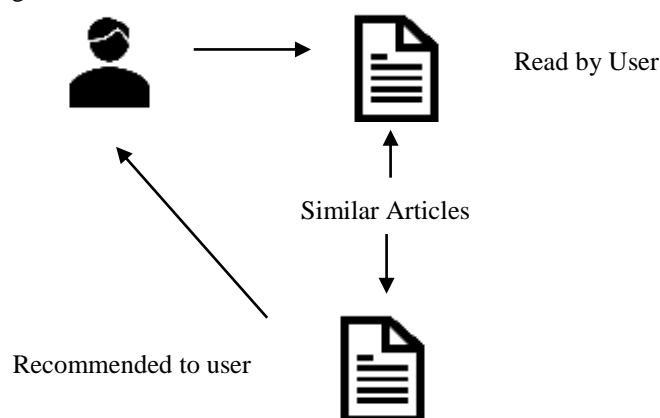 Read by User
Similar Articles
Recommended to user